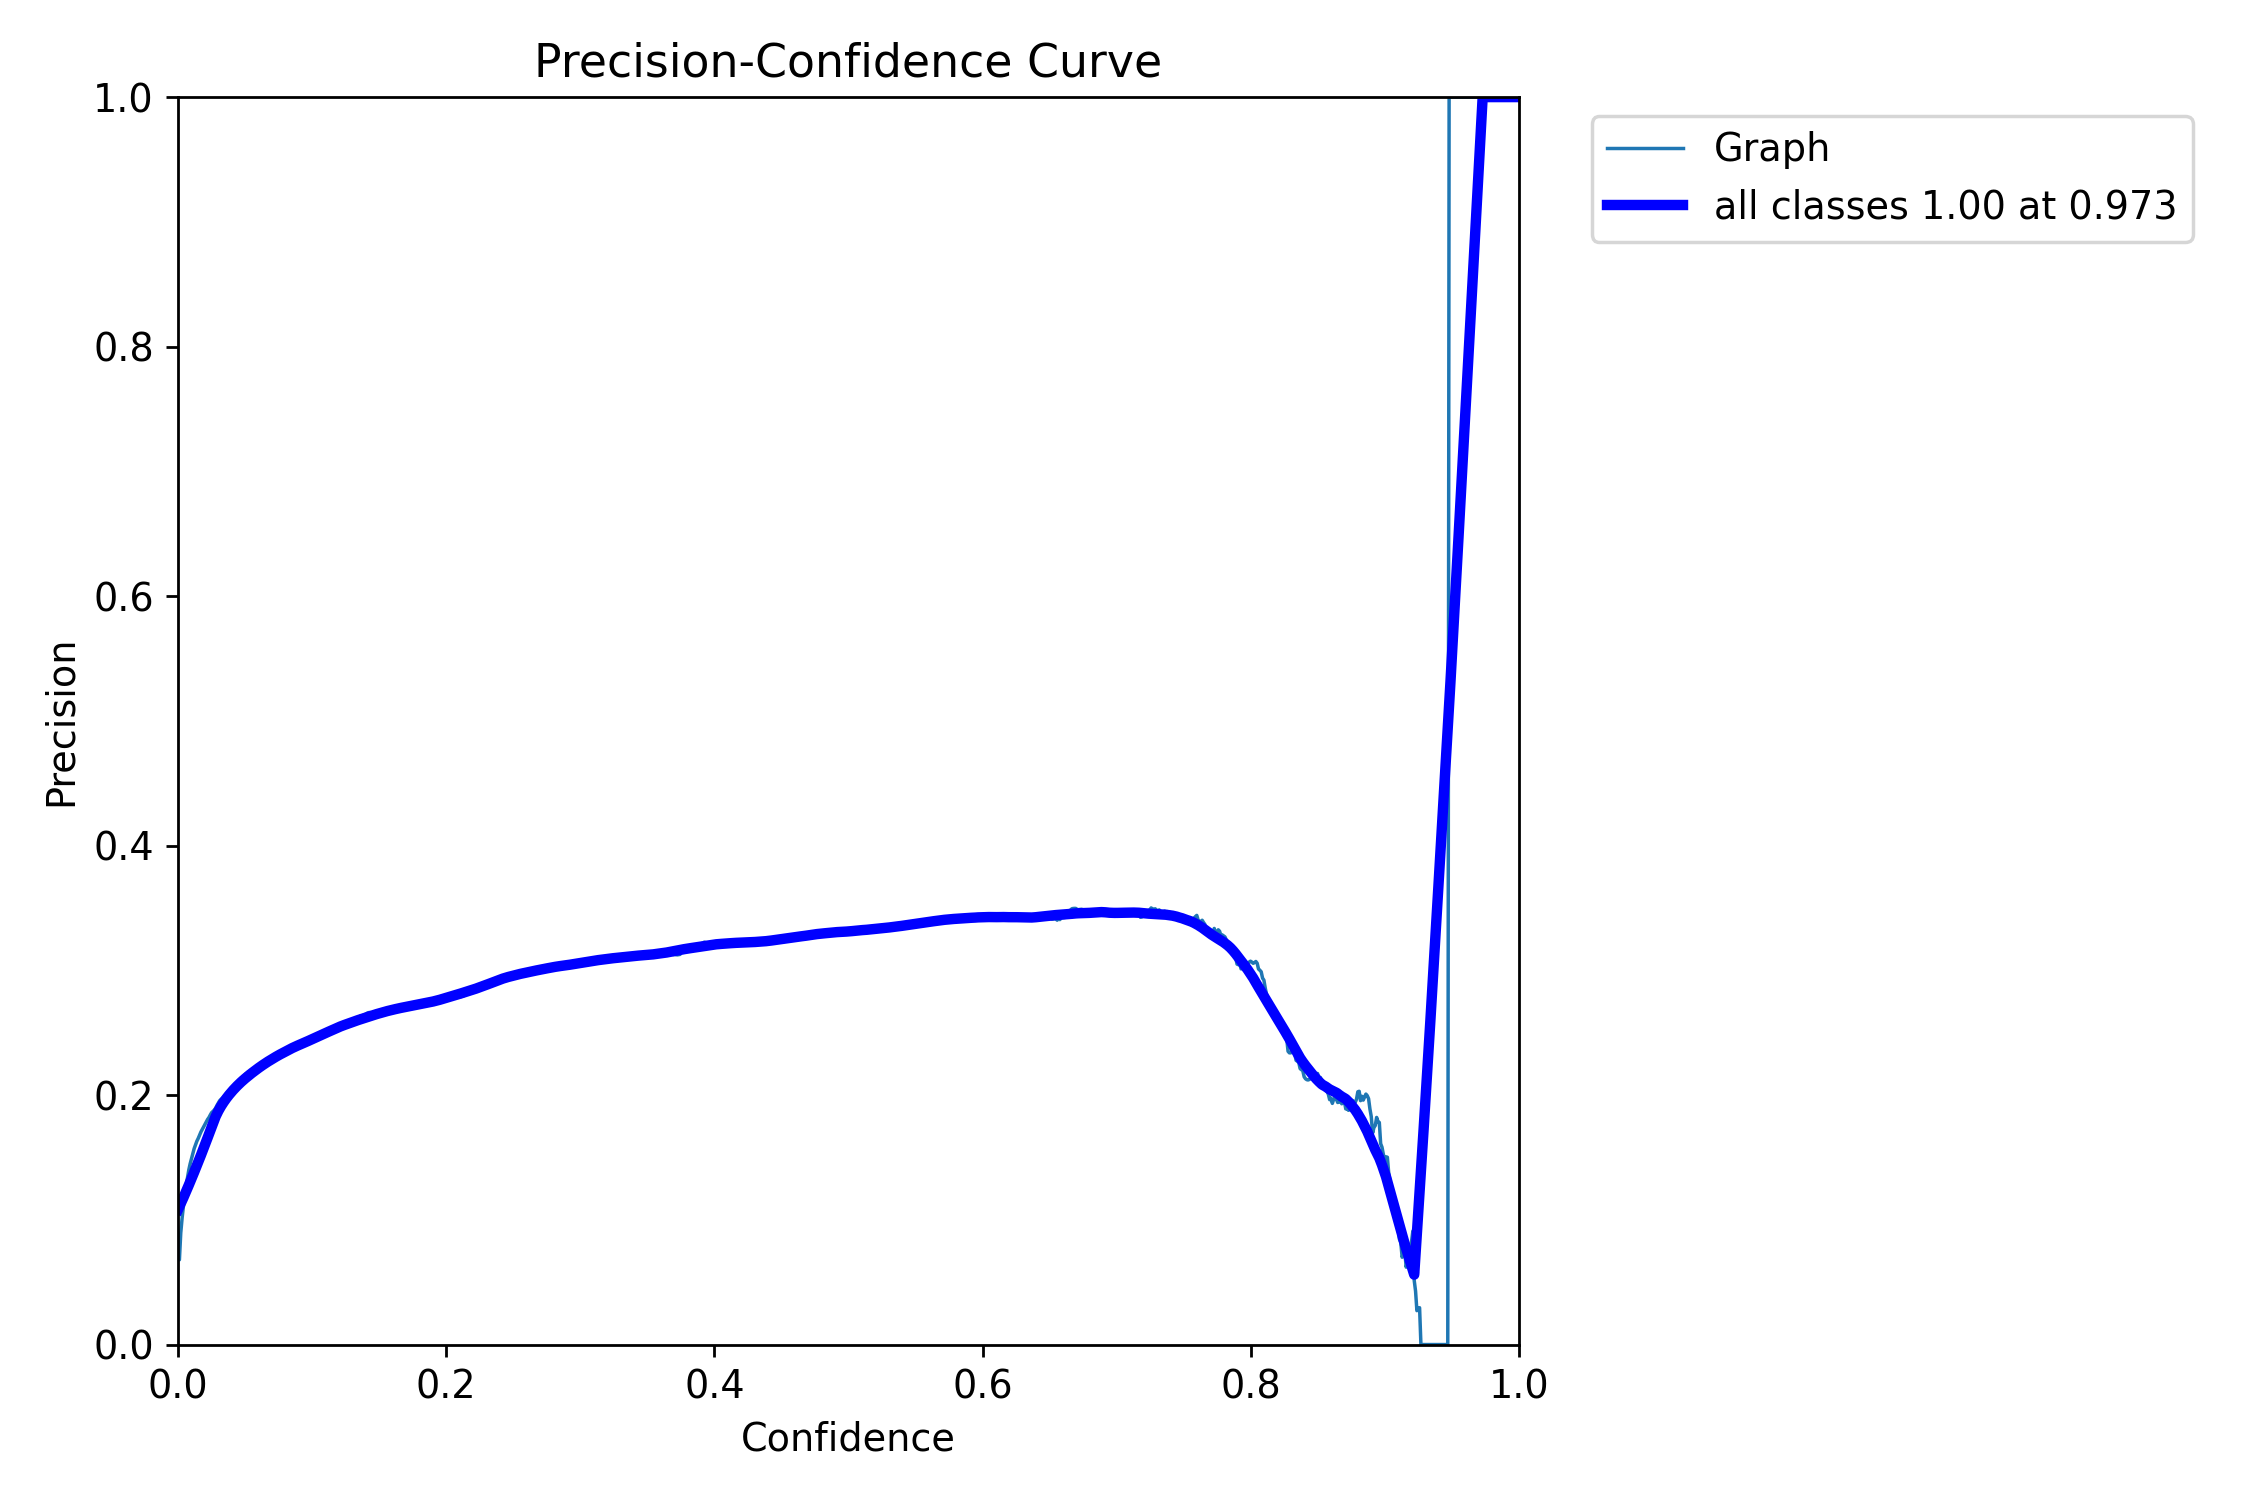 Precision-Confidence Curve
1.0
0.8
0.6
0.4
0.2
0.0
Precision
0.0 0.2 0.4 0.6 0.8 1.0
Confidence
Graph
all classes 1.00 at 0.973